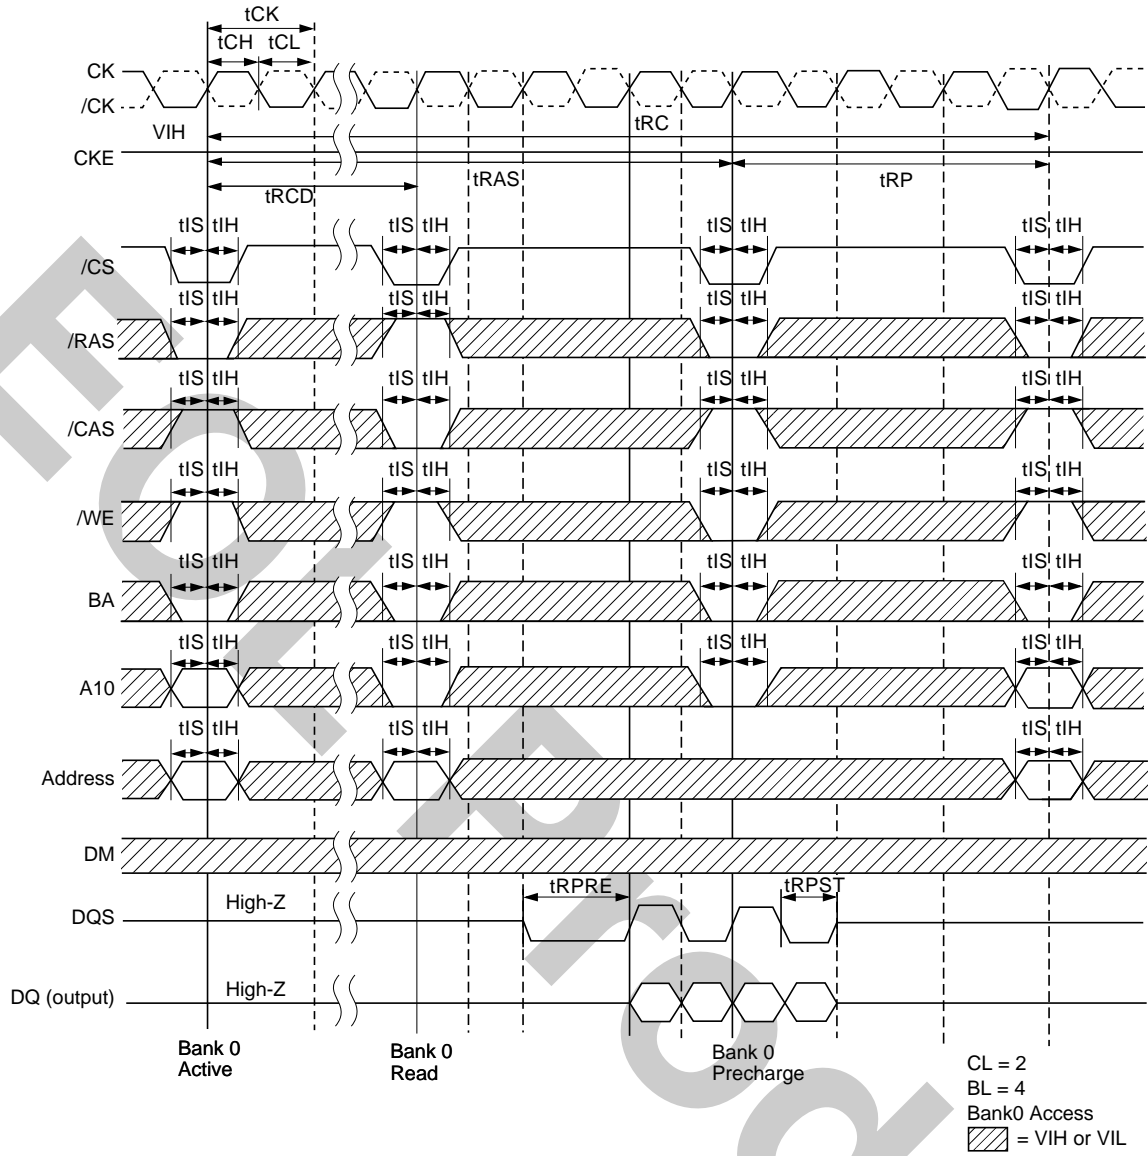 tCK
tCH tCL
CK
/CK
VIH
tRC
CKE
tRAS
tRP
tRCD
tIS tIH tIS tIH tIS tIH tIS tIH
/CS
tIS tIH tIS tIH tIS tIH tIS tIH
/RAS
tIS tIH tIS tIH tIS tIH tIS tIH
/CAS
tIS tIH tIS tIH tIS tIH tIS tIH
/WE
tIS tIH tIS tIH tIS tIH tIS tIH
BA
tIS tIH tIS tIH tIS tIH tIS tIH
A10
tIS tIH tIS tIH tIS tIH
Address
DM
tRPRE tRPST
High-Z
DQS
High-Z
DQ (output)
Bank 0
Active
Bank 0
Read
Bank 0
Precharge
CL = 2
BL = 4
Bank0 Access
= VIH or VIL